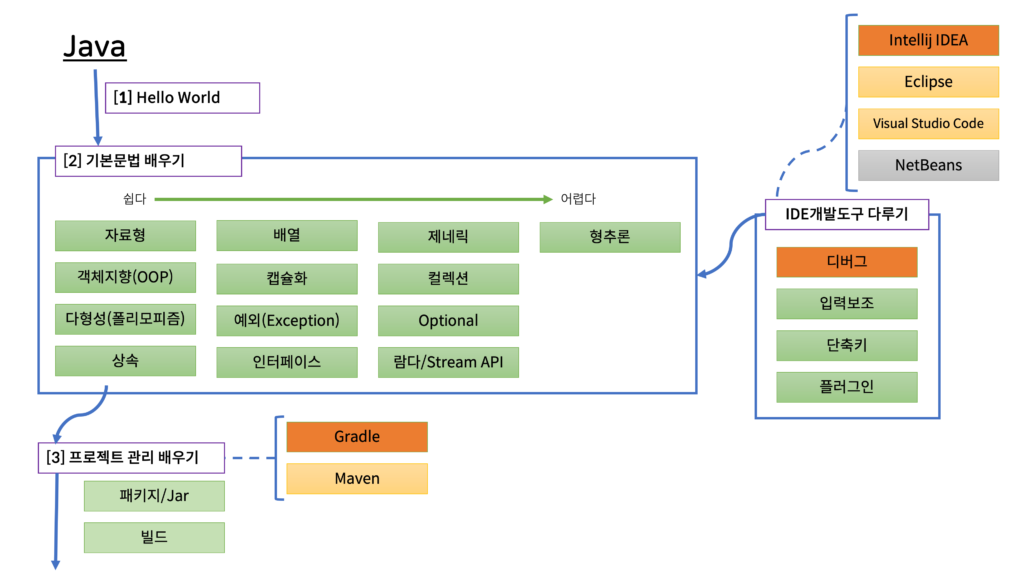 Java
[1] Hello World
[2] 기본문법 배우기
쉽다
어렵다
자료형
배열
제네릭
형추론
객체지향(OOP)
캡슐화
컬렉션
다형성(폴리모피즘)
예외(Exception)
Optional
상속
인터페이스
람다/Stream API
Intellij IDEA
Eclipse
Visual Studio Code
NetBeans
IDE개발도구 다루기
디버그
입력보조
단축키
플러그인
[3] 프로젝트 관리 배우기
Gradle
Maven
패키지/Jar
빌드